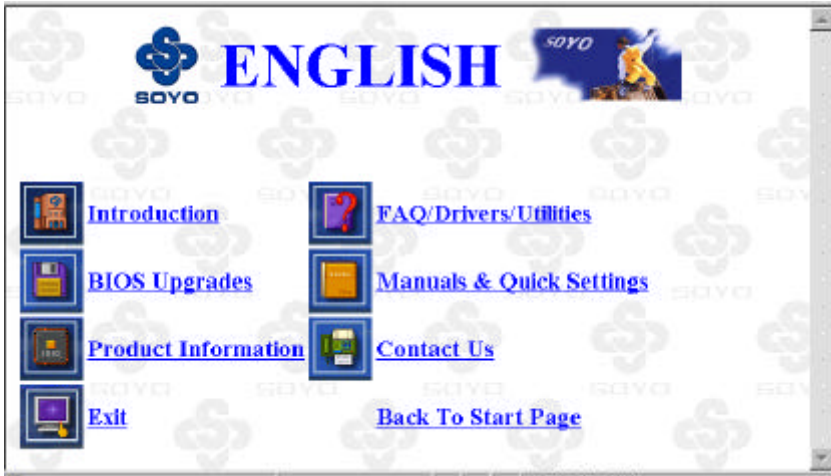 SOYO
ENGLISH
SOYO
Introduction
FAQ/Drivers/Utilities
BIOS Upgrades
Manuals & Quick Settings
Product Information
Contact Us
Exit
Back To Start Page